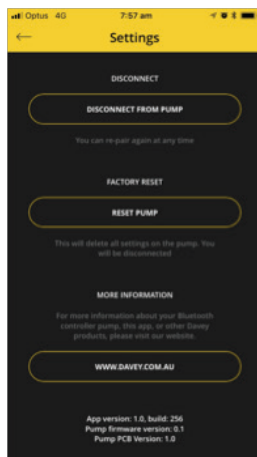 Optus 4G 7:57 am
Settings
DISCONNECT
DISCONNECT FROM PUMP
You can re-pair again at any time
FACTORY RESET
RESET PUMP
This will delete all settings on the pump. You
will be disconnected
MORE INFORMATION
For more information about your Bluetooth
controller pump, this app, or other Davey
products, please visit our website.
WWW.DAVEY.COM.AU
App version: 1.0, build: 256
Pump firmware version: 0.1
Pump PCB Version: 1.0